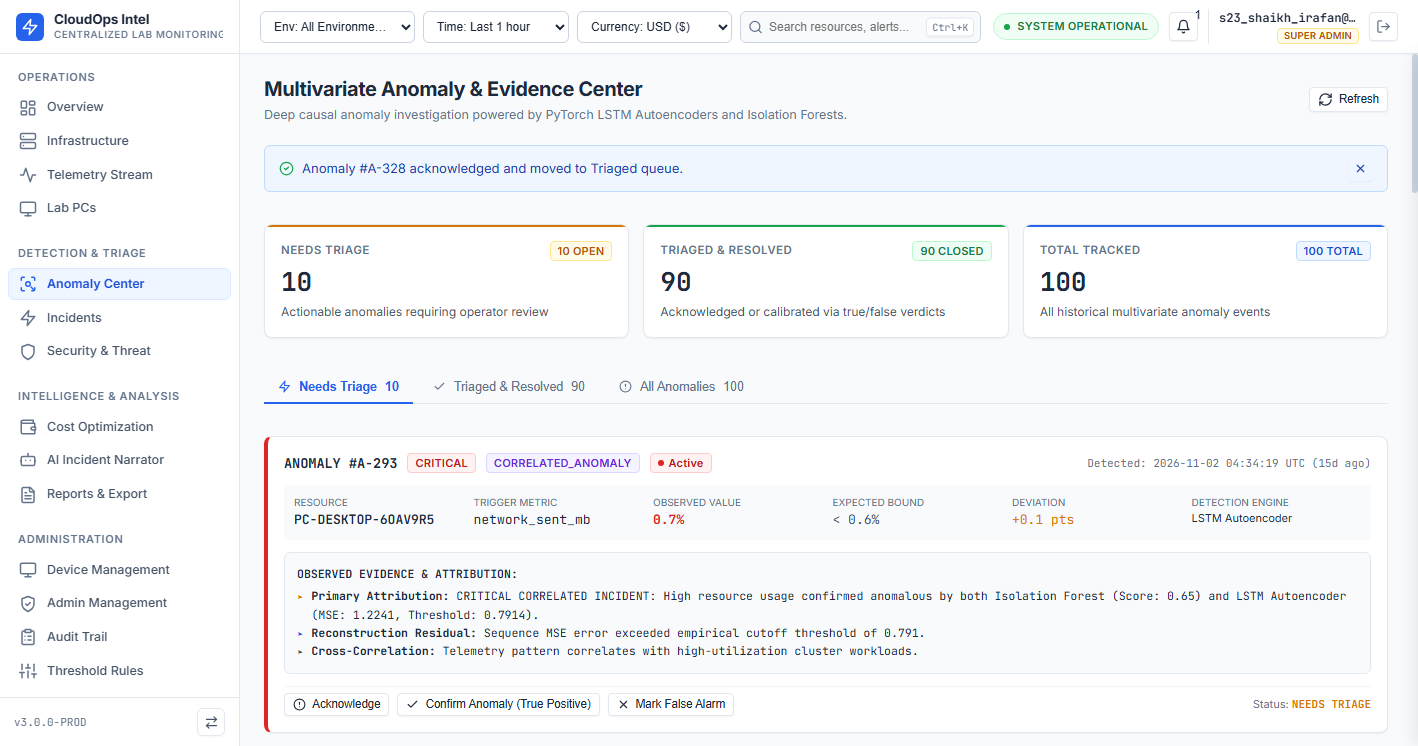 CloudOps Intel
CENTRALIZED LAB MONITORING
Env: All Environme...
Time: Last 1 hour
Currency: USD ($)
Search resources, alerts...
Ctrl+K
SYSTEM OPERATIONAL
1
s23_shaikh_irafan@…
SUPER ADMIN
OPERATIONS
Overview
Infrastructure
Telemetry Stream
Lab PCs
DETECTION & TRIAGE
Anomaly Center
Incidents
Security & Threat
INTELLIGENCE & ANALYSIS
Cost Optimization
AI Incident Narrator
Reports & Export
ADMINISTRATION
Device Management
Admin Management
Audit Trail
Threshold Rules
v3.0.0-PROD
Multivariate Anomaly & Evidence Center
Deep causal anomaly investigation powered by PyTorch LSTM Autoencoders and Isolation Forests.
Refresh
Anomaly #A-328 acknowledged and moved to Triaged queue.
NEEDS TRIAGE
10 OPEN
10
Actionable anomalies requiring operator review
TRIAGED & RESOLVED
90 CLOSED
90
Acknowledged or calibrated via true/false verdicts
TOTAL TRACKED
100 TOTAL
100
All historical multivariate anomaly events
Needs Triage 10
Triaged & Resolved 90
All Anomalies 100
ANOMALY #A-293
CRITICAL
CORRELATED_ANOMALY
Active
Detected: 2026-11-02 04:34:19 UTC (15d ago)
RESOURCE
PC-DESKTOP-6OAV9R5
TRIGGER METRIC
network_sent_mb
OBSERVED VALUE
0.7%
EXPECTED BOUND
< 0.6%
DEVIATION
+0.1 pts
DETECTION ENGINE
LSTM Autoencoder
OBSERVED EVIDENCE & ATTRIBUTION:
Primary Attribution: CRITICAL CORRELATED INCIDENT: High resource usage confirmed anomalous by both Isolation Forest (Score: 0.65) and LSTM Autoencoder
(MSE: 1.2241, Threshold: 0.7914).
Reconstruction Residual: Sequence MSE error exceeded empirical cutoff threshold of 0.791.
Cross-Correlation: Telemetry pattern correlates with high-utilization cluster workloads.
Acknowledge
Confirm Anomaly (True Positive)
Mark False Alarm
Status: NEEDS TRIAGE